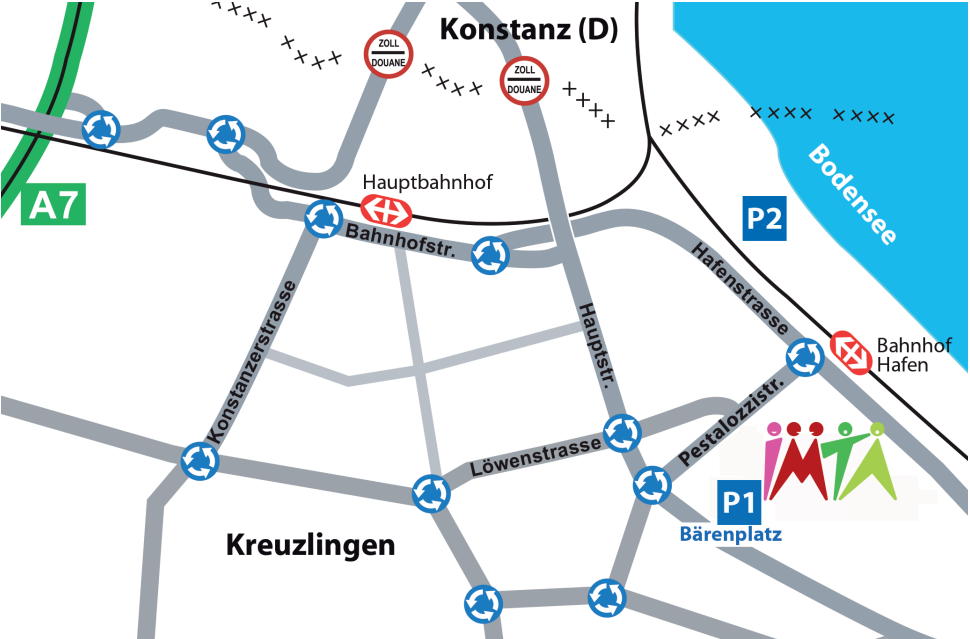 Konstanz (D)
ZOLL
DOUANE
ZOLL
DOUANE
Bodensee
A7
Hauptbahnhof
P2
Bahnhofstr.
Hafenstrasse
Konstanzerstrasse
Hauptstr.
Bahnhof
Hafen
Pestalozzistr.
Löwenstrasse
P1
Bärenplatz
Kreuzlingen